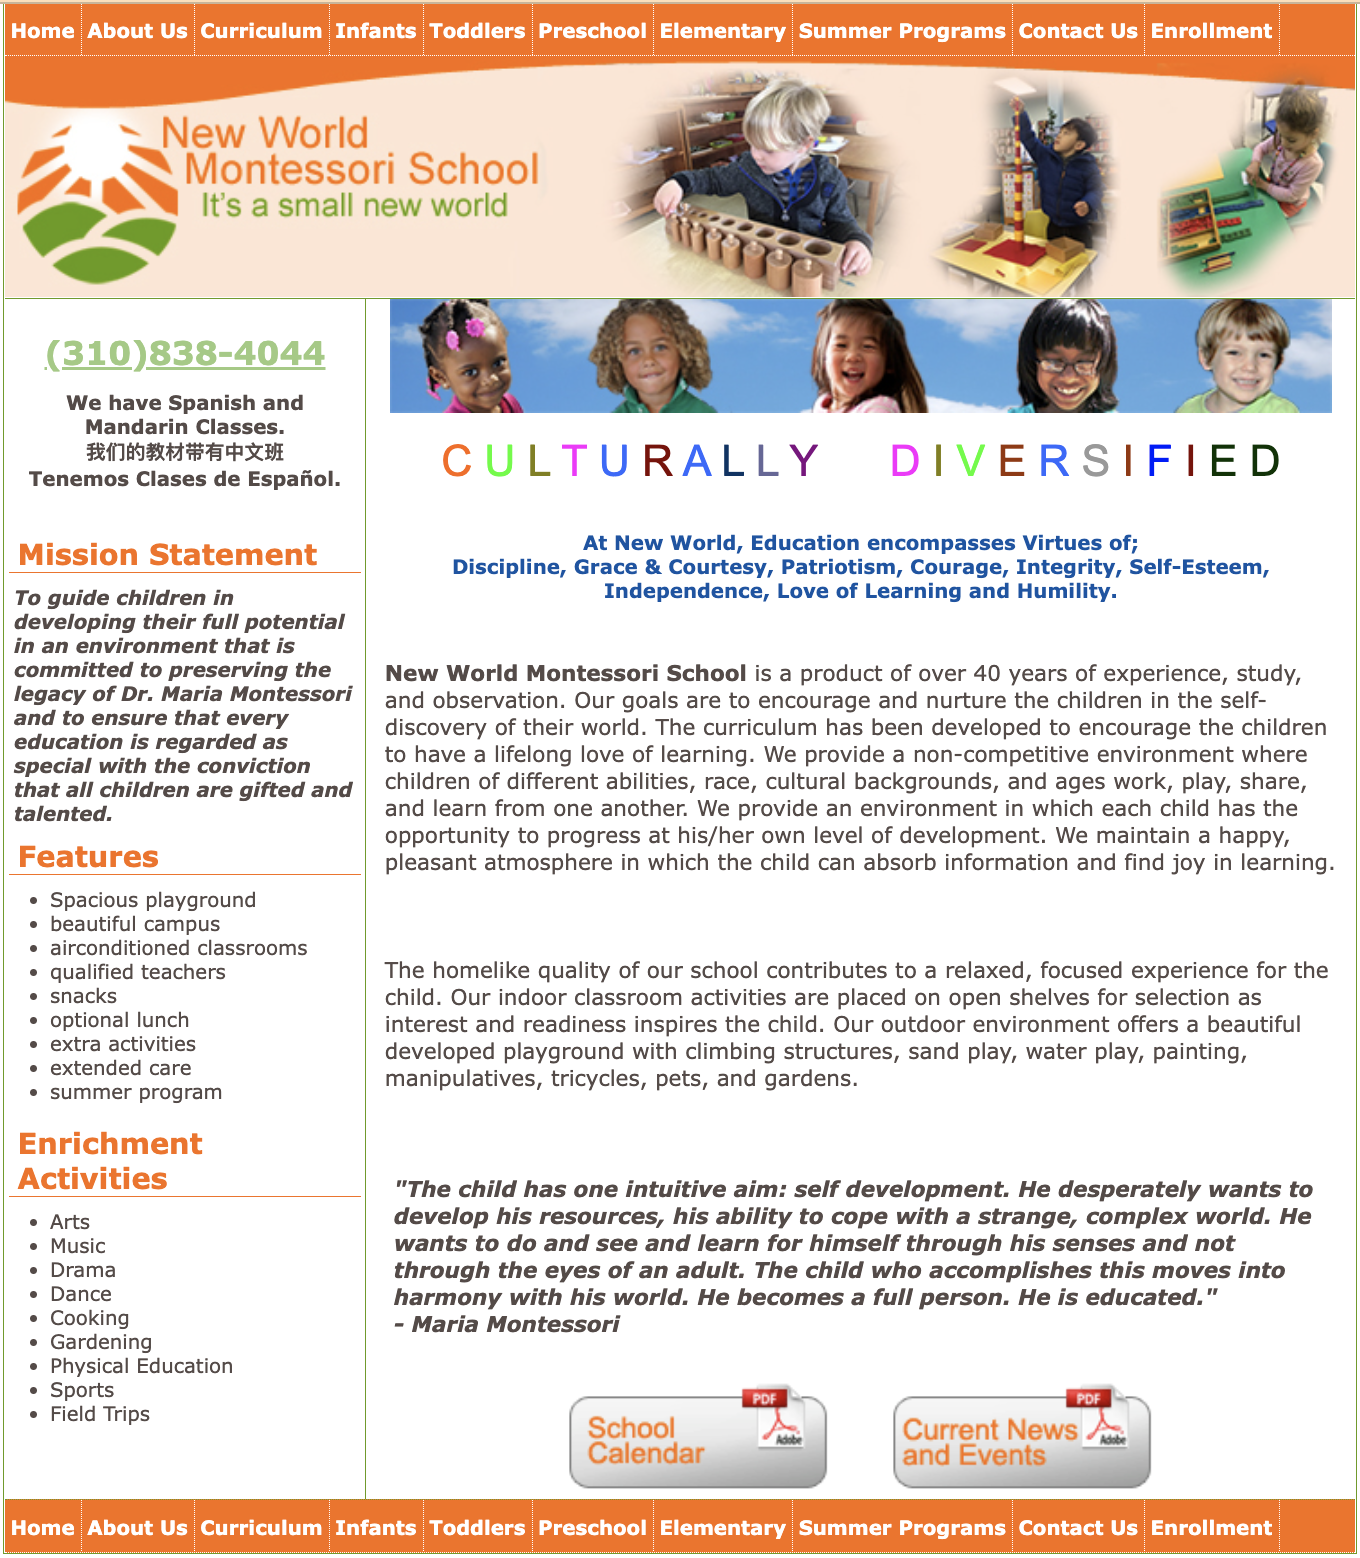 Home About Us Curriculum Infants Toddlers Preschool Elementary Summer Programs Contact Us Enrollment
New World
Montessori School
It's a small new world
(310)838-4044
We have Spanish and
Mandarin Classes.
我们的教材带有中文班
Tenemos Clases de Español.
Mission Statement
To guide children in
developing their full potential
in an environment that is
committed to preserving the
legacy of Dr. Maria Montessori
and to ensure that every
education is regarded as
special with the conviction
that all children are gifted and
talented.
Features
• Spacious playground
• beautiful campus
• airconditioned classrooms
• qualified teachers
• snacks
• optional lunch
• extra activities
• extended care
• summer program
Enrichment
Activities
• Arts
• Music
• Drama
• Dance
• Cooking
• Gardening
• Physical Education
• Sports
• Field Trips
CULTURALLY DIVERSIFIED
At New World, Education encompasses Virtues of;
Discipline, Grace & Courtesy, Patriotism, Courage, Integrity, Self-Esteem,
Independence, Love of Learning and Humility.
New World Montessori School is a product of over 40 years of experience, study,
and observation. Our goals are to encourage and nurture the children in the self-
discovery of their world. The curriculum has been developed to encourage the children
to have a lifelong love of learning. We provide a non-competitive environment where
children of different abilities, race, cultural backgrounds, and ages work, play, share,
and learn from one another. We provide an environment in which each child has the
opportunity to progress at his/her own level of development. We maintain a happy,
pleasant atmosphere in which the child can absorb information and find joy in learning.
The homelike quality of our school contributes to a relaxed, focused experience for the
child. Our indoor classroom activities are placed on open shelves for selection as
interest and readiness inspires the child. Our outdoor environment offers a beautiful
developed playground with climbing structures, sand play, water play, painting,
manipulatives, tricycles, pets, and gardens.
"The child has one intuitive aim: self development. He desperately wants to
develop his resources, his ability to cope with a strange, complex world. He
wants to do and see and learn for himself through his senses and not
through the eyes of an adult. The child who accomplishes this moves into
harmony with his world. He becomes a full person. He is educated."
- Maria Montessori
School
Calendar
PDF
Adobe
Current News
and Events
PDF
Adobe
Home About Us Curriculum Infants Toddlers Preschool Elementary Summer Programs Contact Us Enrollment